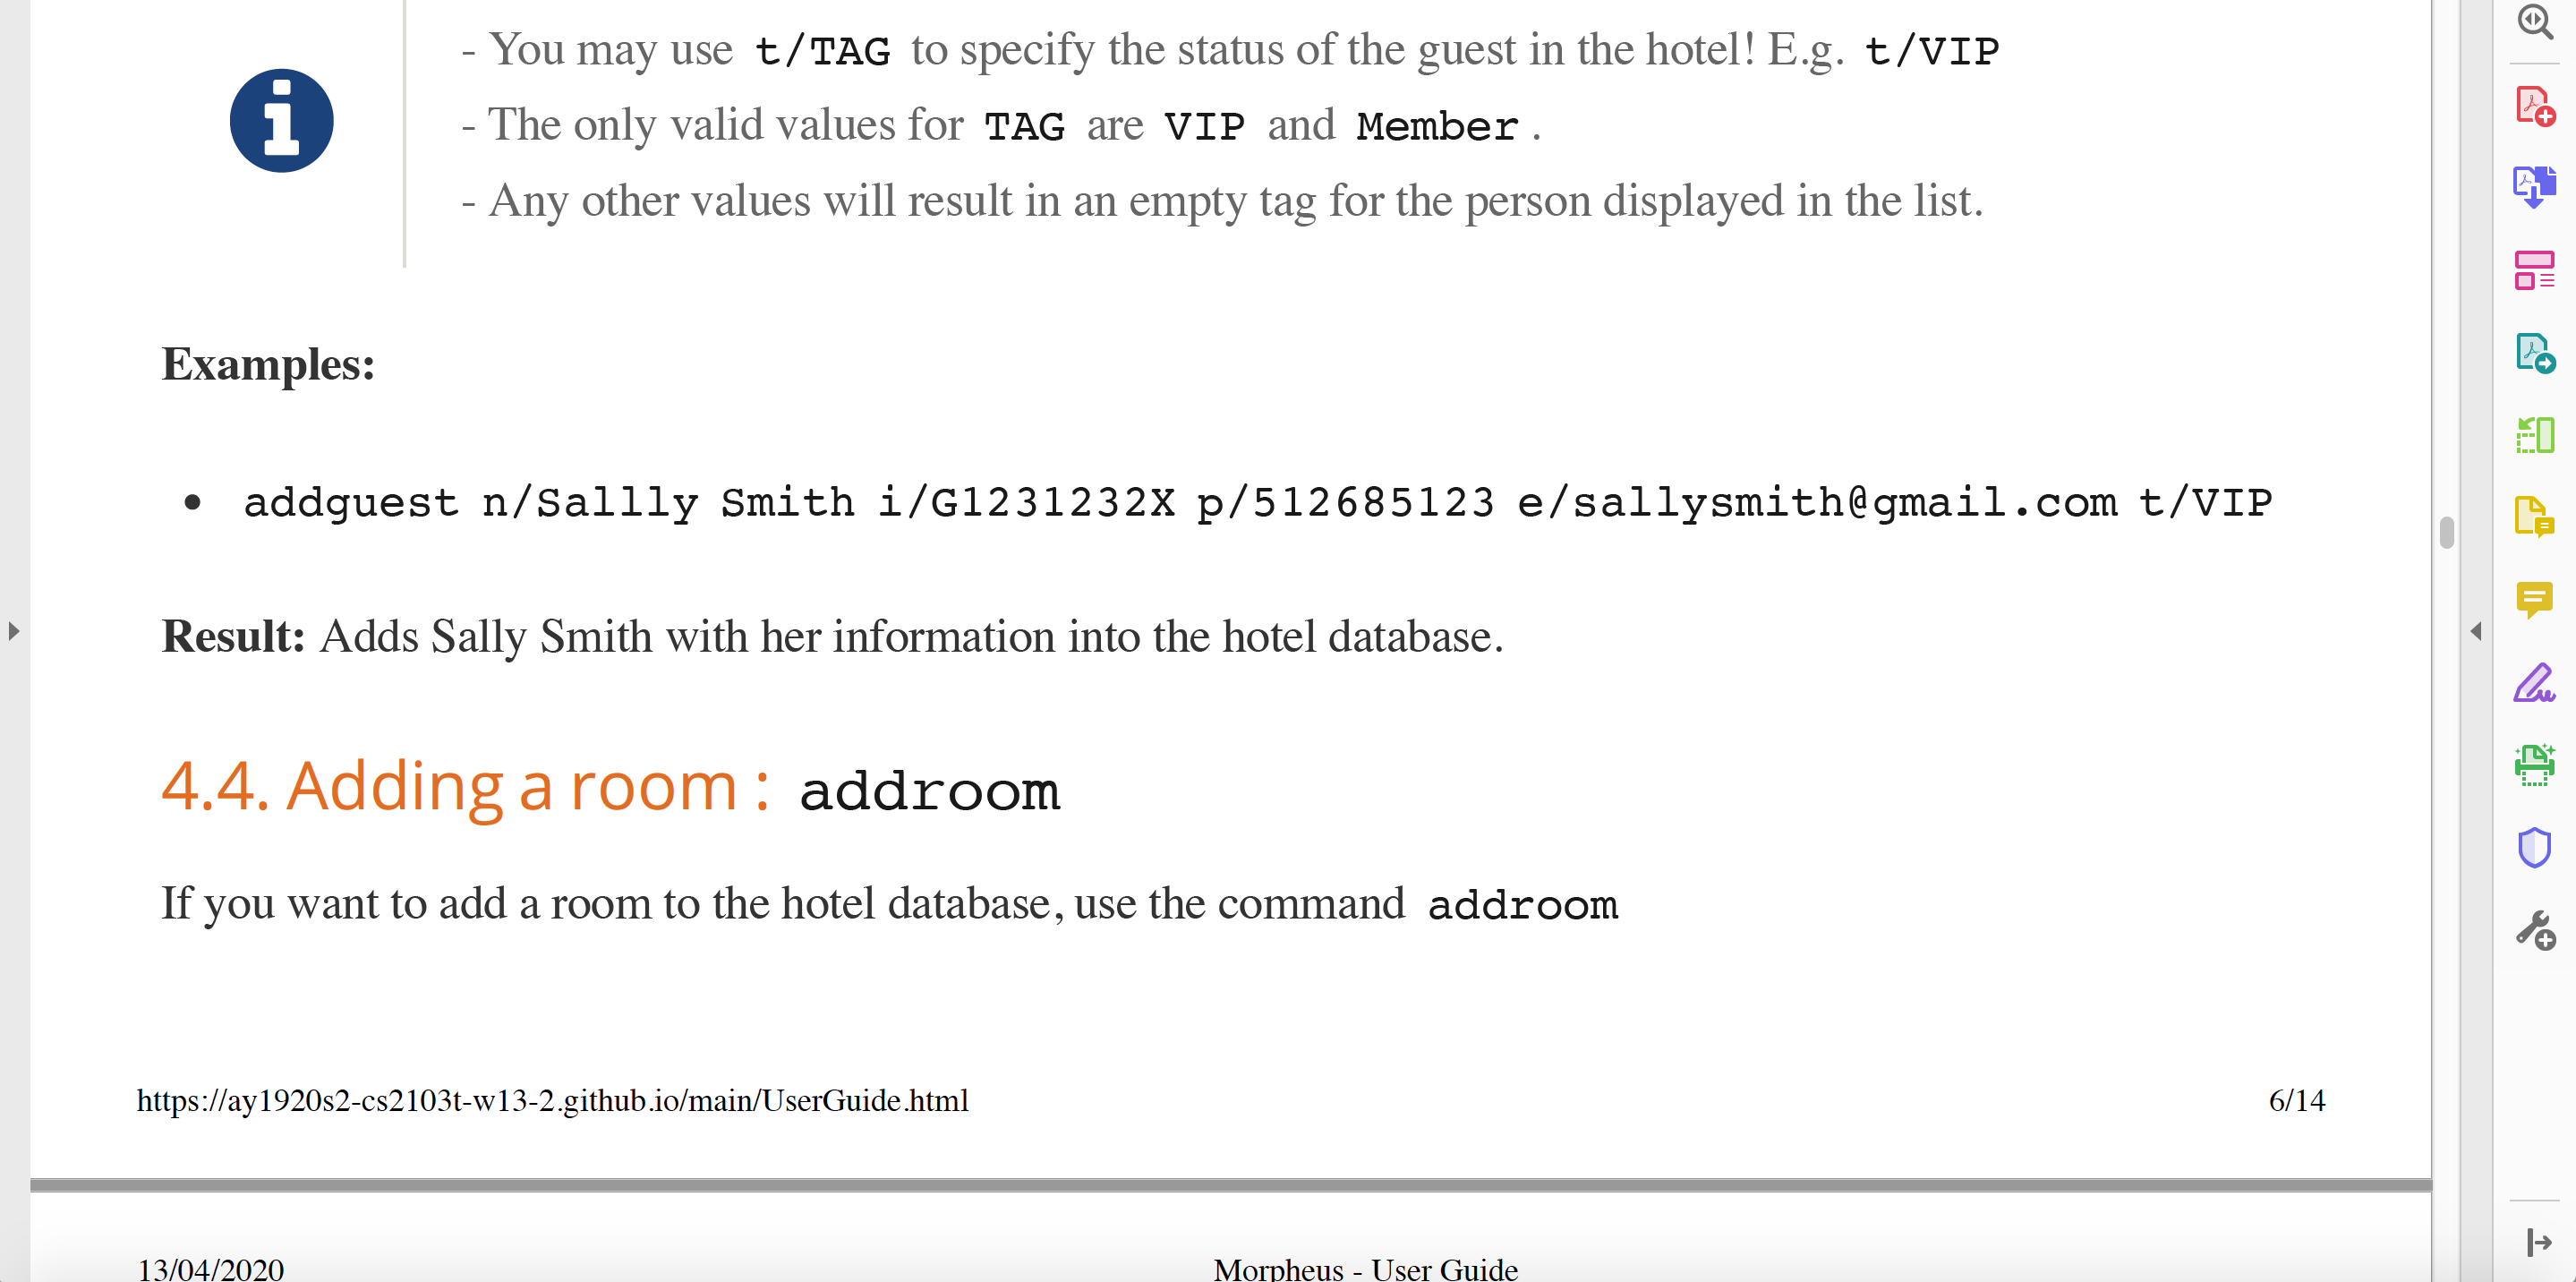 - You may use t/TAG to specify the status of the guest in the hotel! E.g. t/VIP
- The only valid values for TAG are VIP and Member .
- Any other values will result in an empty tag for the person displayed in the list.
Examples:
• addguest n/Sallly Smith i/G1231232X p/512685123 e/sallysmith@gmail.com t/VIP
Result: Adds Sally Smith with her information into the hotel database.
4.4. Adding a room : addroom
If you want to add a room to the hotel database, use the command addroom
https://ay1920s2-cs2103t-w13-2.github.io/main/UserGuide.html 6/14
13/04/2020 Morpheus - User Guide